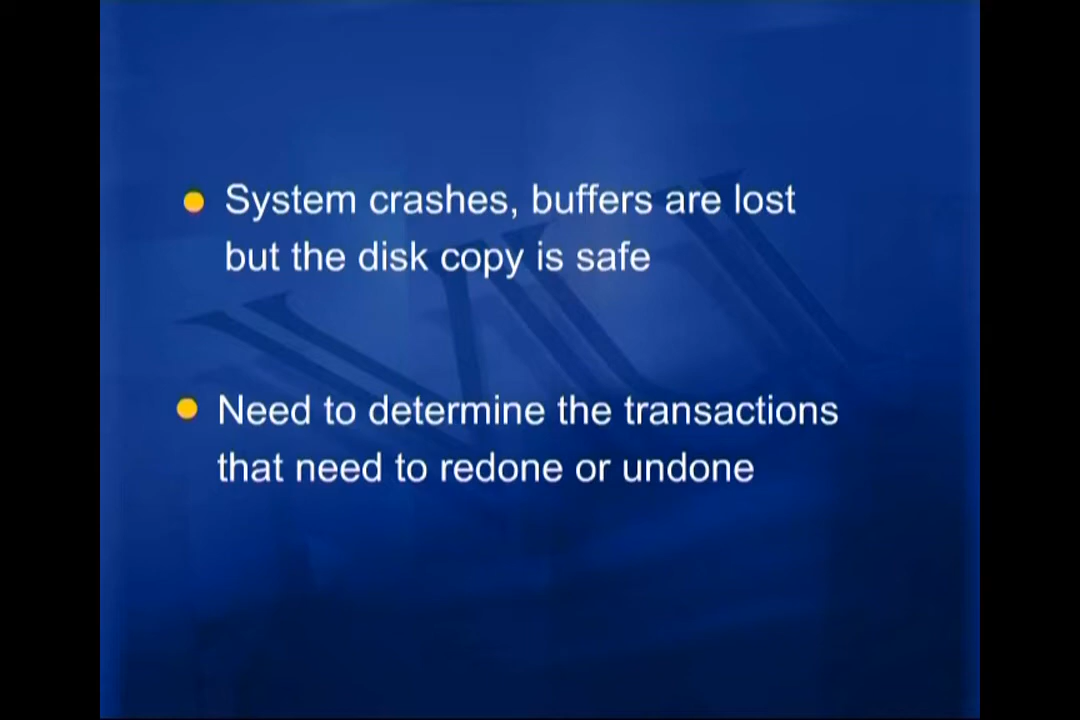 System crashes, buffers are lost
but the disk copy is safe
Need to determine the transactions
that need to redone or undone
VU